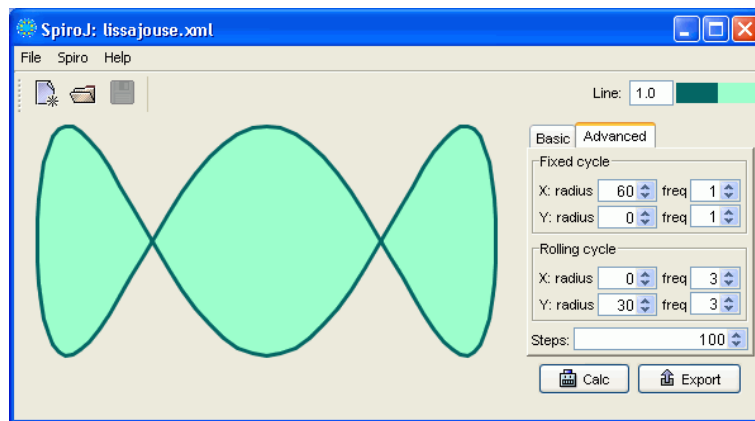 SpiroJ: lissajouse.xml
File Spiro Help
Line: 1.0
Basic Advanced
Fixed cycle
X: radius 60 freq 1
Y: radius 0 freq 1
Rolling cycle
X: radius 0 freq 3
Y: radius 30 freq 3
Steps: 100
Calc Export